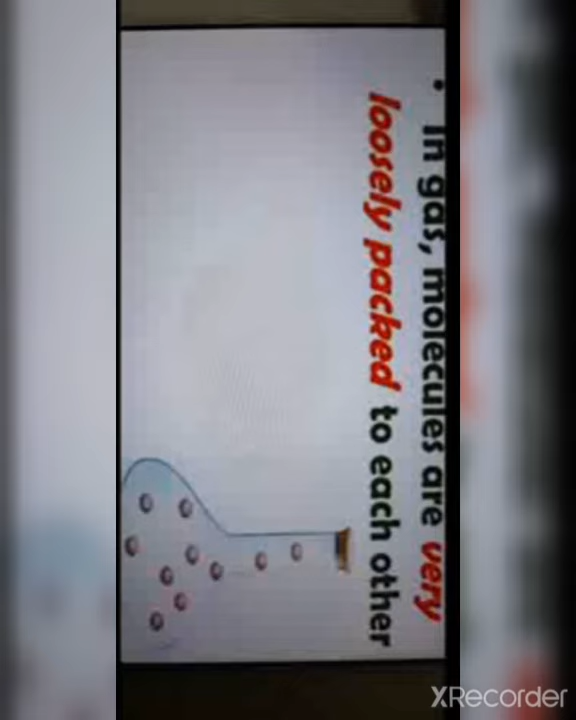 • In gas, molecules are very
loosely packed to each other
XRecorder